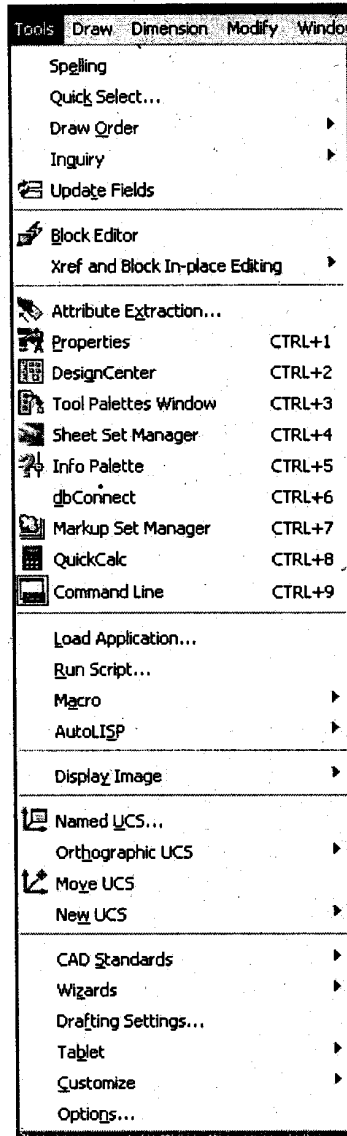 Tools Draw Dimension Modify Windo
Spelling
Quick Select...
Draw Order
Inquiry
Update Fields
Block Editor
Xref and Block In-place Editing
Attribute Extraction...
Properties CTRL+1
DesignCenter CTRL+2
Tool Palettes Window CTRL+3
Sheet Set Manager CTRL+4
Info Palette CTRL+5
dbConnect CTRL+6
Markup Set Manager CTRL+7
QuickCalc CTRL+8
Command Line CTRL+9
Load Application...
Run Script...
Macro
AutoLISP
Display Image
Named UCS...
Orthographic UCS
Move UCS
New UCS
CAD Standards
Wizards
Drafting Settings...
Tablet
Customize
Options...